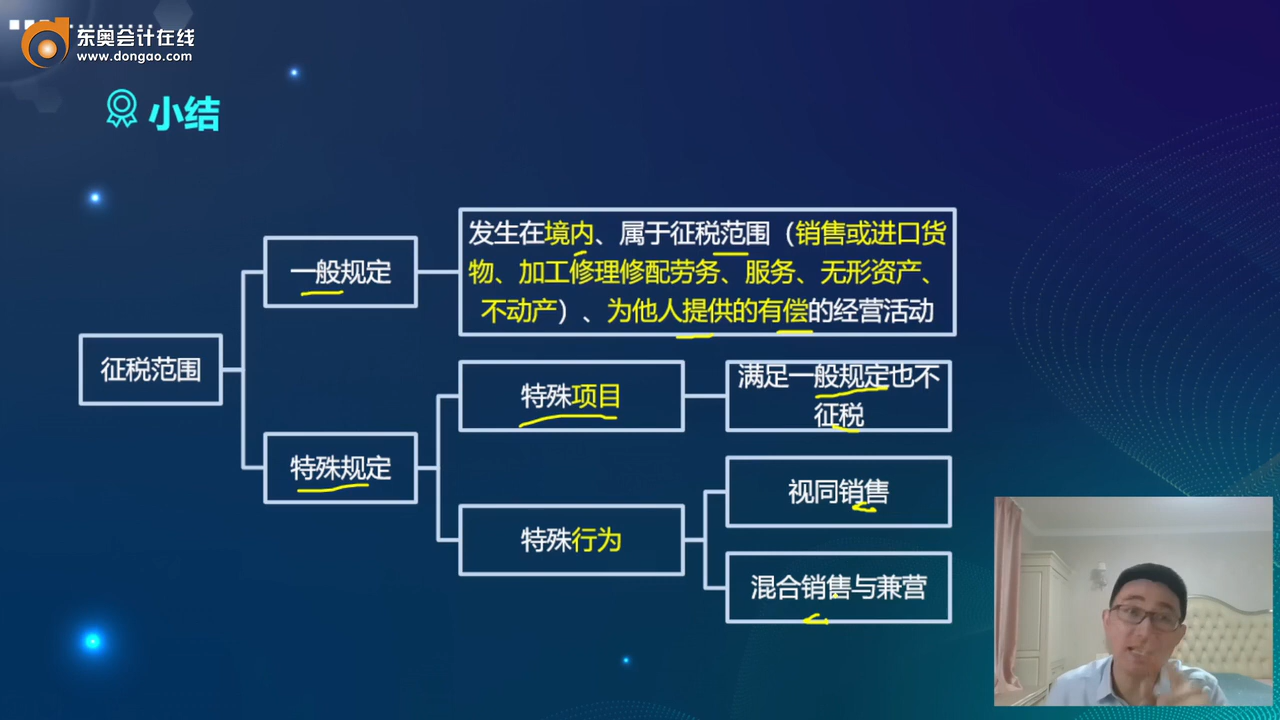 东奥会计在线
www.dongao.com
小结
征税范围
一般规定
发生在境内、属于征税范围（销售或进口货
物、加工修理修配劳务、服务、无形资产、
不动产）、为他人提供的有偿的经营活动
特殊规定
特殊项目
满足一般规定也不
征税
特殊行为
视同销售
混合销售与兼营